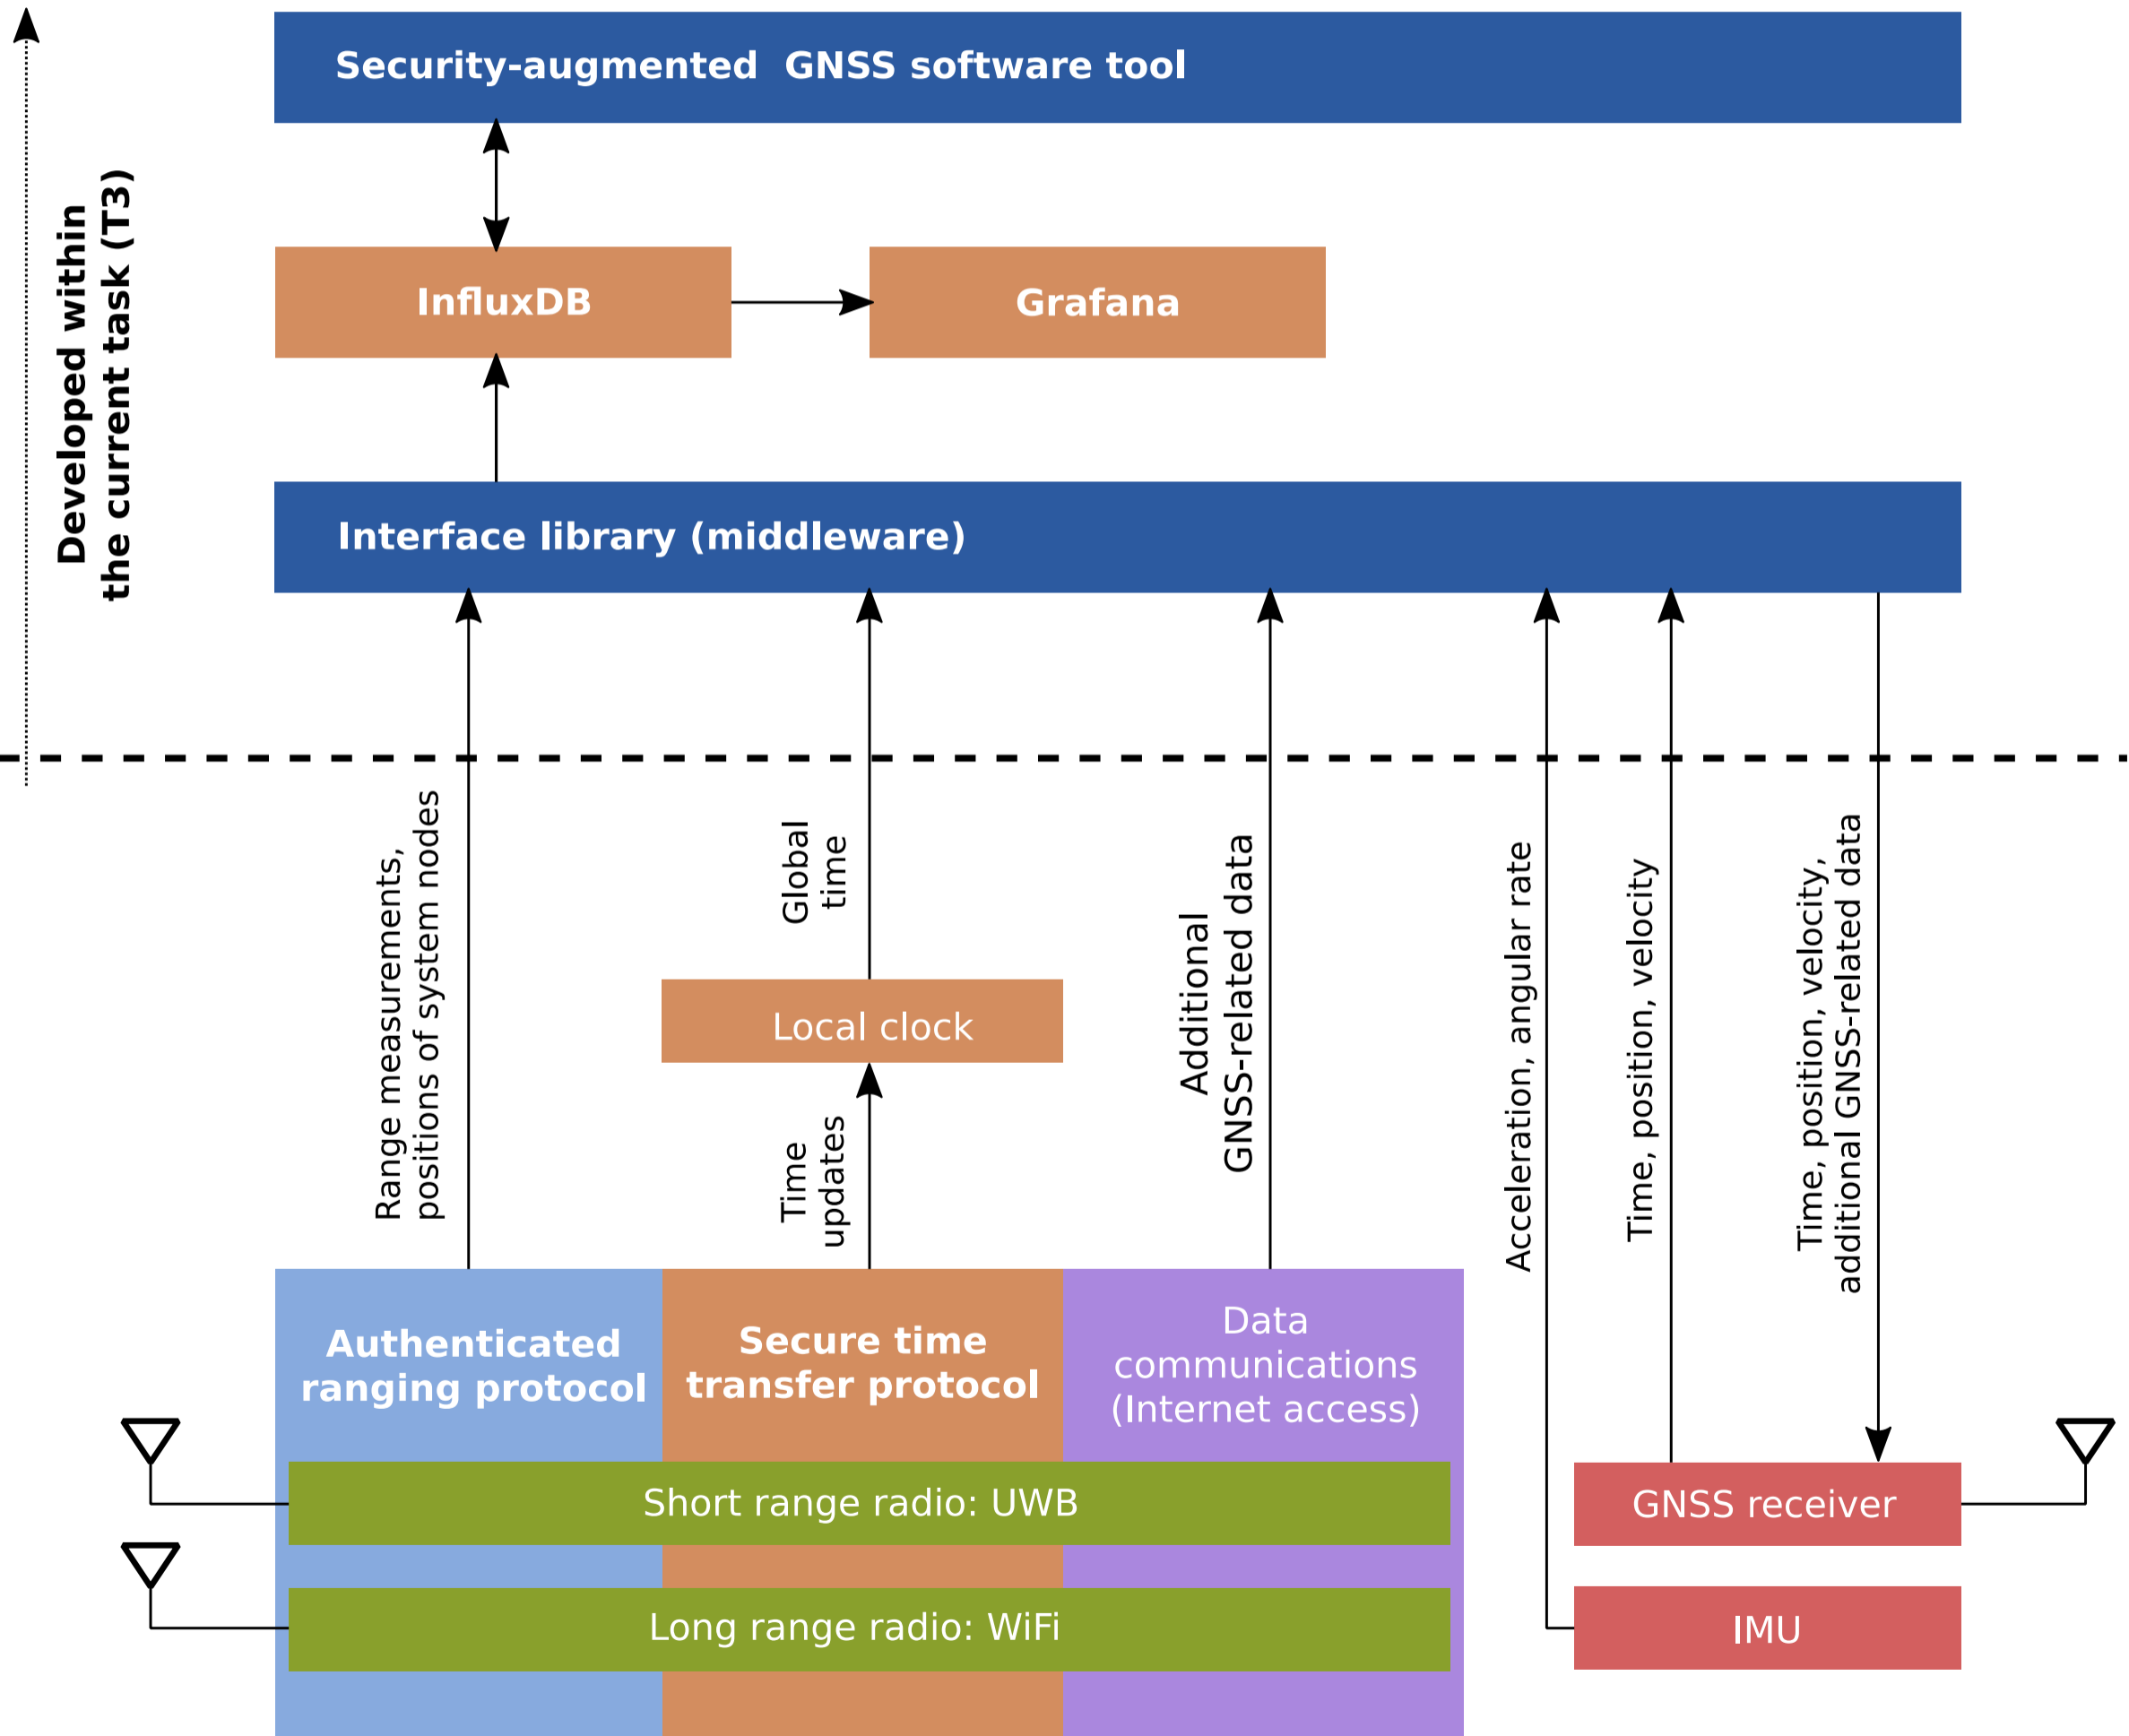 Security-augmented GNSS software tool
Developed within
the current task (T3)
InfluxDB
Grafana
Interface library (middleware)
Range measurements,
positions of system nodes
Global
time
Additional
GNSS-related data
Acceleration, angular rate
Time, position, velocity
Time, position, velocity,
additional GNSS-related data
Local clock
Time
updates
Authenticated
ranging protocol
Secure time
transfer protocol
Data
communications
(Internet access)
Short range radio: UWB
GNSS receiver
Long range radio: WiFi
IMU